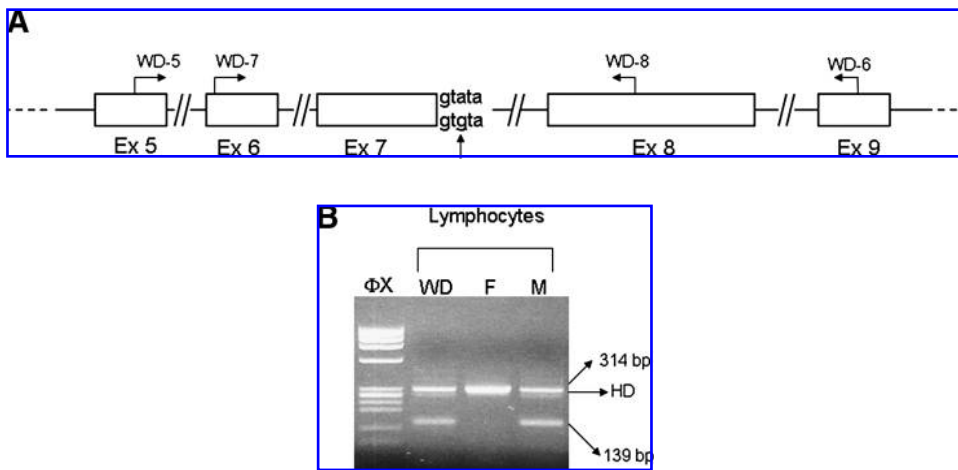 A
WD-5 WD-7 WD-8 WD-6
gtata
gtgta
Ex 5 Ex 6 Ex 7 Ex 8 Ex 9
B
Lymphocytes
ΦX WD F M
314 bp
HD
139 bp